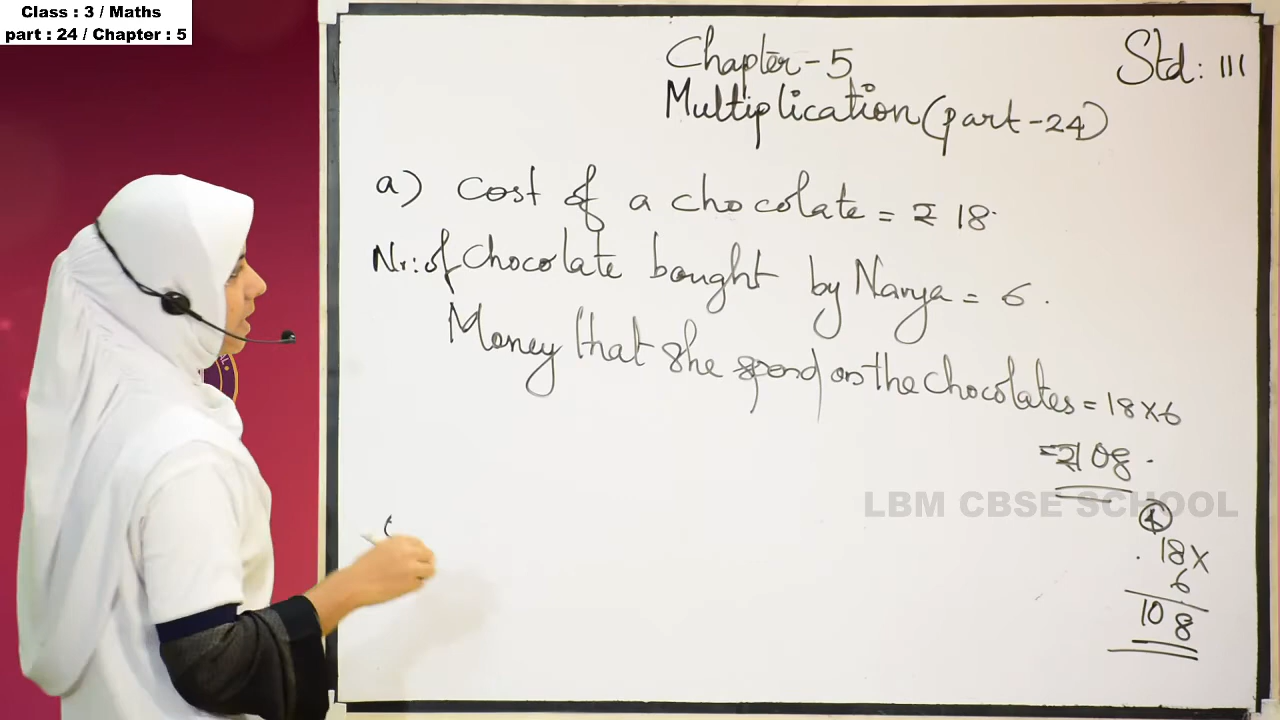 Class : 3 / Maths
part : 24 / Chapter : 5
Chapter-5
Std: III
Multiplication (part-24)
a) Cost of a chocolate = ₹ 18.
Nr: of Chocolate bought by Navya = 6.
Money that she spend on the chocolates = 18×6
= ₹108.
LBM CBSE SCHOOL
4
18×
6
108